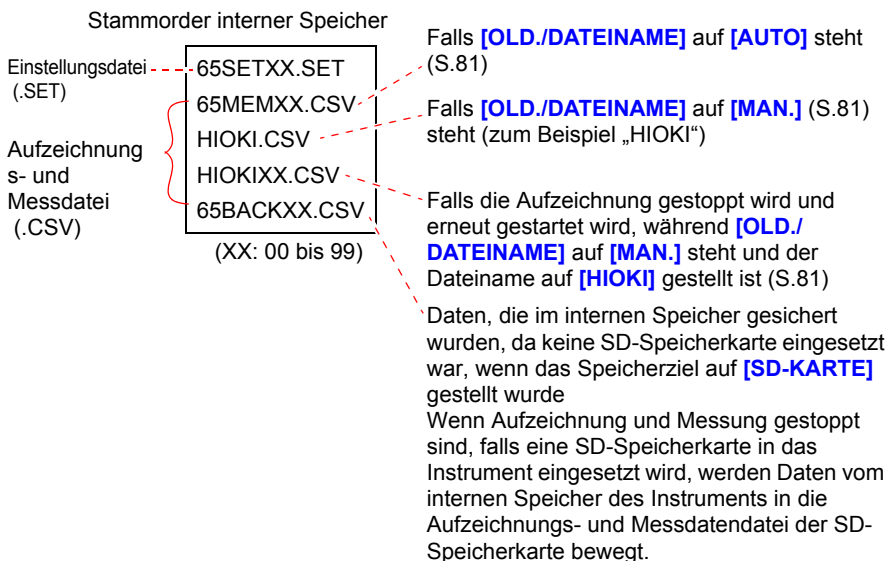 Stammorder interner Speicher
Einstellungsdatei
(.SET)
Aufzeichnung
s- und
Messdatei
(.CSV)
65SETXX.SET
65MEMXX.CSV
HIOKI.CSV
HIOKIXX.CSV
65BACKXX.CSV
(XX: 00 bis 99)
Falls [OLD./DATEINAME] auf [AUTO] steht
(S.81)
Falls [OLD./DATEINAME] auf [MAN.] (S.81)
steht (zum Beispiel „HIOKI“)
Falls die Aufzeichnung gestoppt wird und
erneut gestartet wird, während [OLD./
DATEINAME] auf [MAN.] steht und der
Dateiname auf [HIOKI] gestellt ist (S.81)
Daten, die im internen Speicher gesichert
wurden, da keine SD-Speicherkarte eingesetzt
war, wenn das Speicherziel auf [SD-KARTE]
gestellt wurde
Wenn Aufzeichnung und Messung gestoppt
sind, falls eine SD-Speicherkarte in das
Instrument eingesetzt wird, werden Daten vom
internen Speicher des Instruments in die
Aufzeichnungs- und Messdatendatei der SD-
Speicherkarte bewegt.